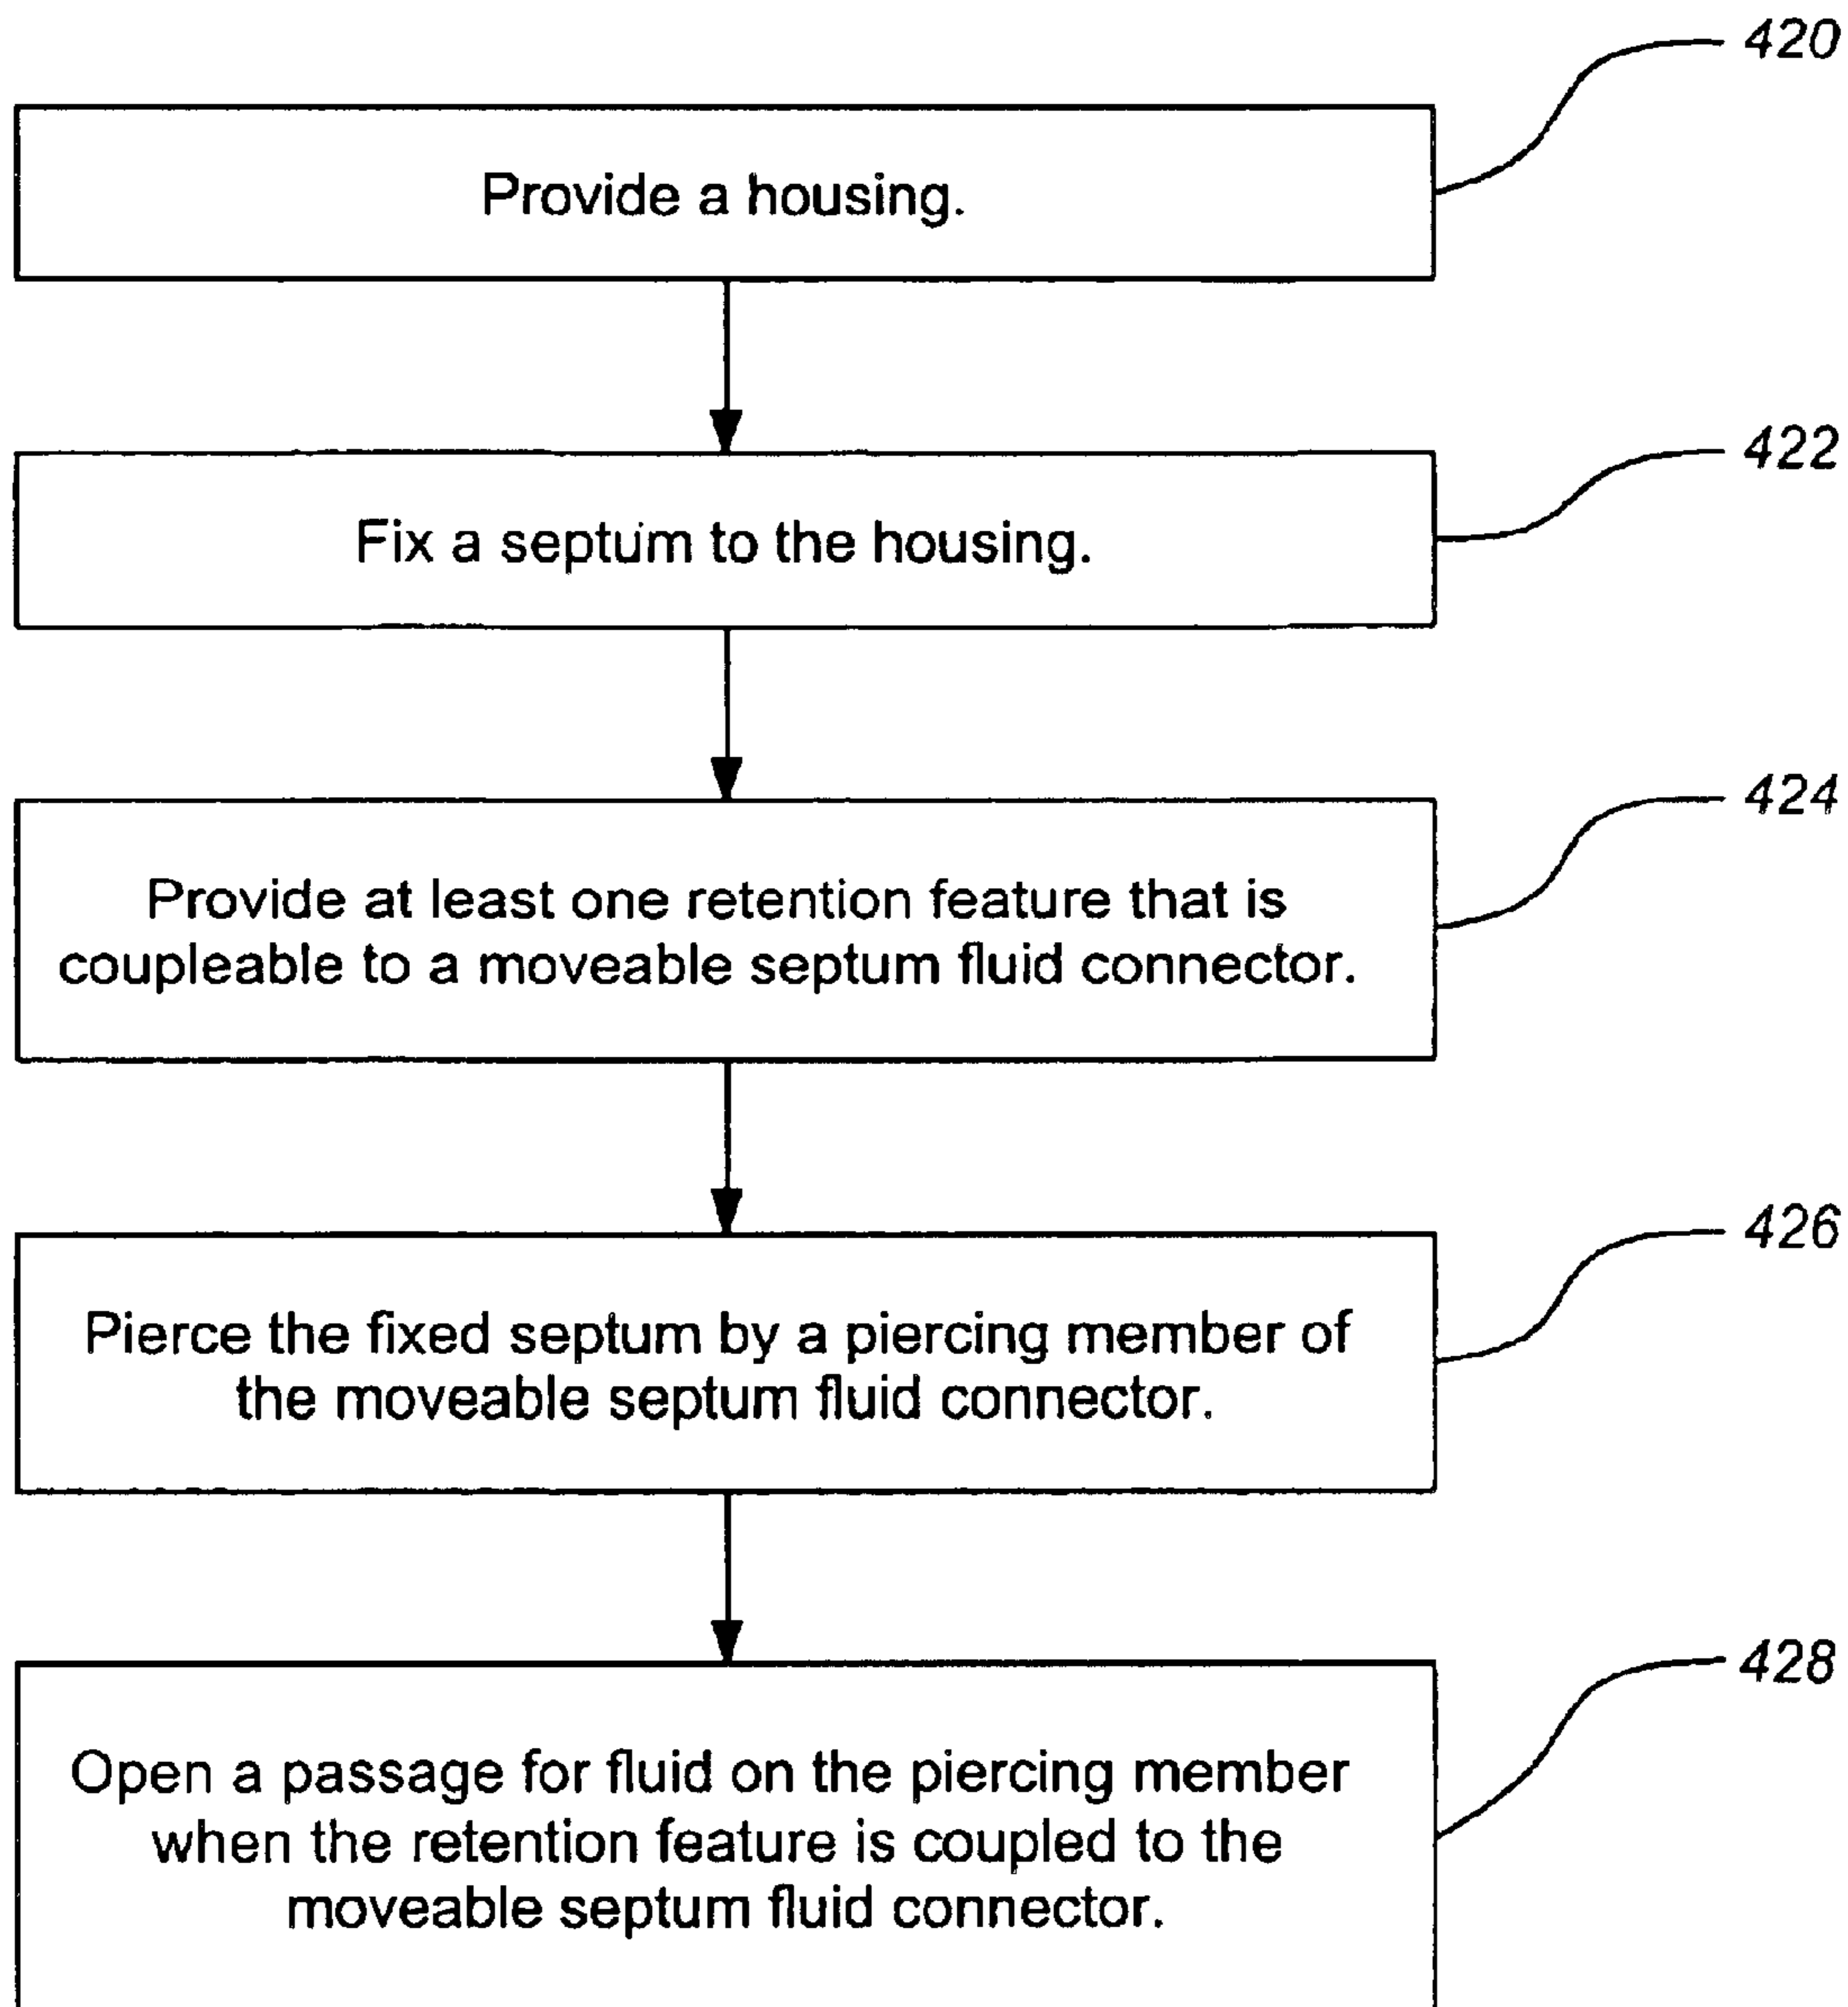 420
Provide a housing.
422
Fix a septum to the housing.
424
Provide at least one retention feature that is
coupleable to a moveable septum fluid connector.
426
Pierce the fixed septum by a piercing member of
the moveable septum fluid connector.
428
Open a passage for fluid on the piercing member
when the retention feature is coupled to the
moveable septum fluid connector.